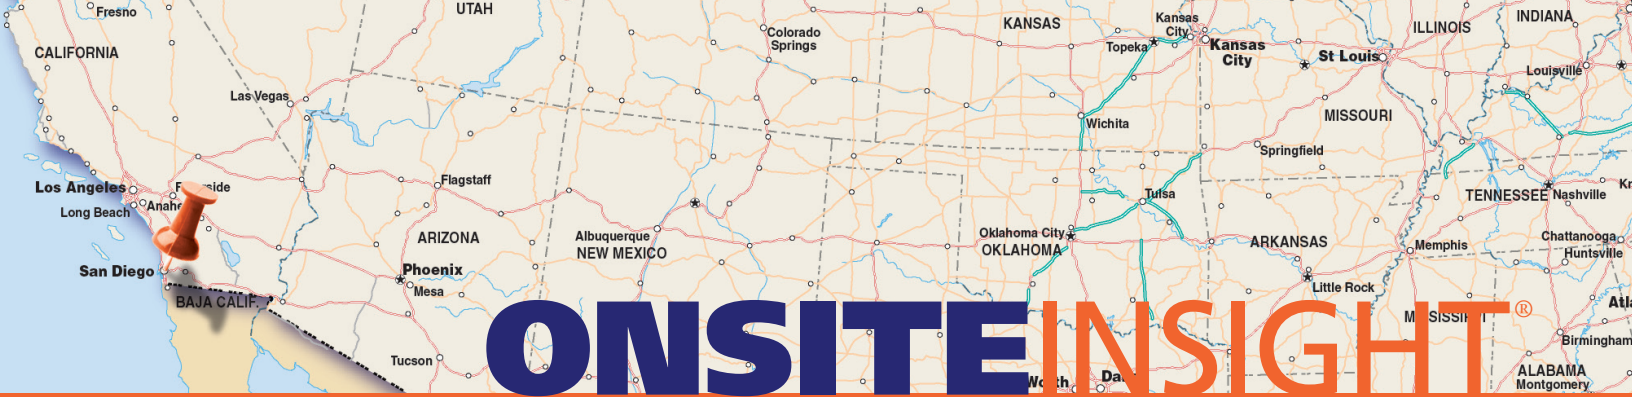 UTAH
Fresno
KANSAS
Kansas
City
INDIANA
ILLINOIS
CALIFORNIA
Colorado
Springs
Topeka
Kansas
City
St Louis
Louisville
Las Vegas
Wichita
MISSOURI
Springfield
Los Angeles
Long Beach
Flagstaff
Tulsa
TENNESSEE
Nashville
Albuquerque
NEW MEXICO
ARIZONA
Oklahoma City
OKLAHOMA
ARKANSAS
Memphis
Chattanooga
Huntsville
San Diego
Phoenix
Mesa
Little Rock
BAJA CALIF.
ONSITEINSIGHT®
Birmingham
Tucson
Worth
ALABAMA
Montgomery